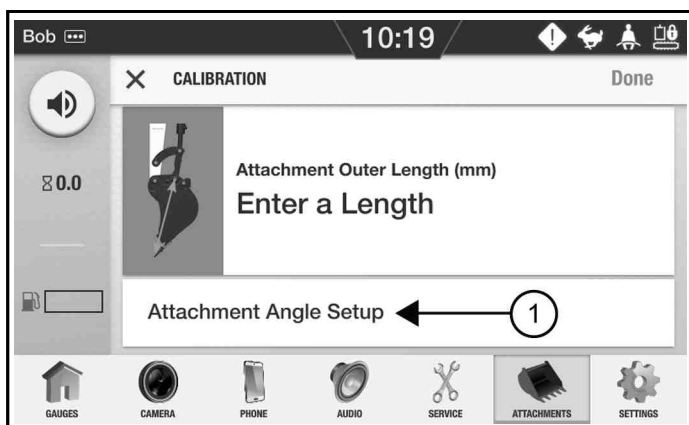 Bob
10:19
CALIBRATION
Done
0.0
Attachment Outer Length (mm)
Enter a Length
Attachment Angle Setup
1
GAUGES
CAMERA
PHONE
AUDIO
SERVICE
ATTACHMENTS
SETTINGS